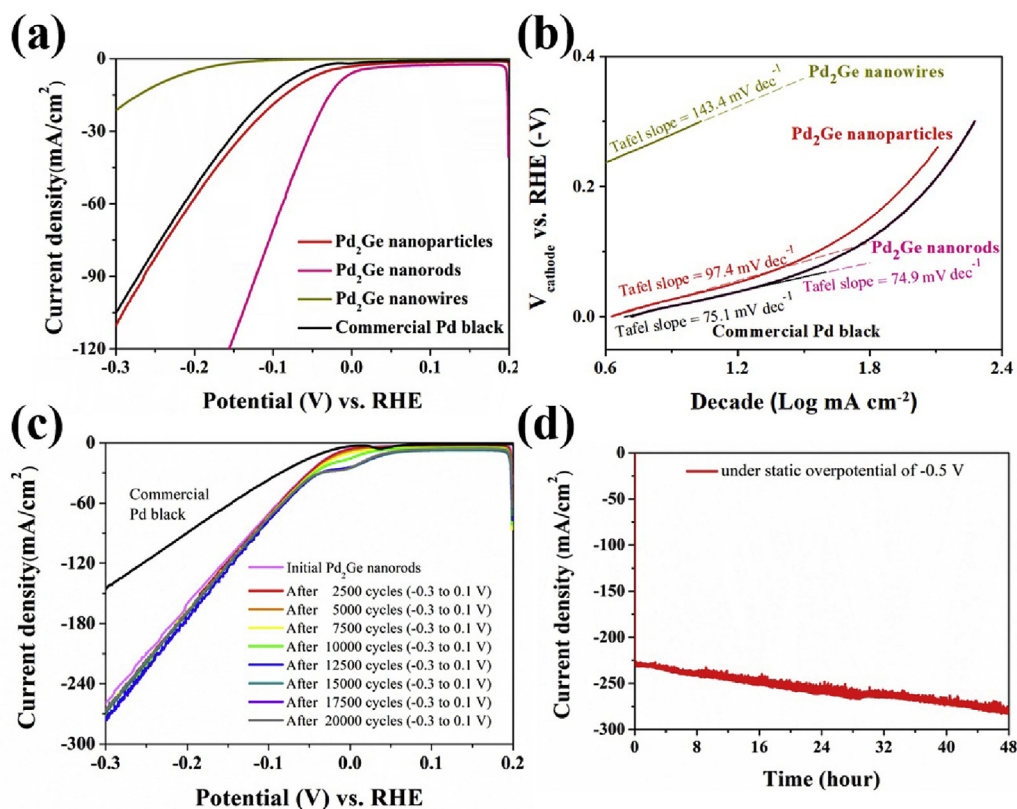 (a)
0
-30
-60
-90
-120
-0.3 -0.2 -0.1 0.0 0.1 0.2
Current density(mA/cm²)
Potential (V) vs. RHE
Pd₂Ge nanoparticles
Pd₂Ge nanorods
Pd₂Ge nanowires
Commercial Pd black
(b)
0.4
0.2
0.0
0.6 1.2 1.8 2.4
V cathode vs. RHE (-V)
Decade (Log mA cm⁻²)
Pd₂Ge nanowires
Tafel slope = 143.4 mV dec⁻¹
Pd₂Ge nanoparticles
Tafel slope = 97.4 mV dec⁻¹
Pd₂Ge nanorods
Tafel slope = 74.9 mV dec⁻¹
Tafel slope = 75.1 mV dec⁻¹
Commercial Pd black
(c)
0
-60
-120
-180
-240
-300
-0.3 -0.2 -0.1 0.0 0.1 0.2
Current density(mA/cm²)
Potential (V) vs. RHE
Commercial
Pd black
Initial Pd₂Ge nanorods
After 2500 cycles (-0.3 to 0.1 V)
After 5000 cycles (-0.3 to 0.1 V)
After 7500 cycles (-0.3 to 0.1 V)
After 10000 cycles (-0.3 to 0.1 V)
After 12500 cycles (-0.3 to 0.1 V)
After 15000 cycles (-0.3 to 0.1 V)
After 17500 cycles (-0.3 to 0.1 V)
After 20000 cycles (-0.3 to 0.1 V)
(d)
0
-50
-100
-150
-200
-250
-300
0 8 16 24 32 40 48
Current density (mA/cm²)
Time (hour)
under static overpotential of -0.5 V